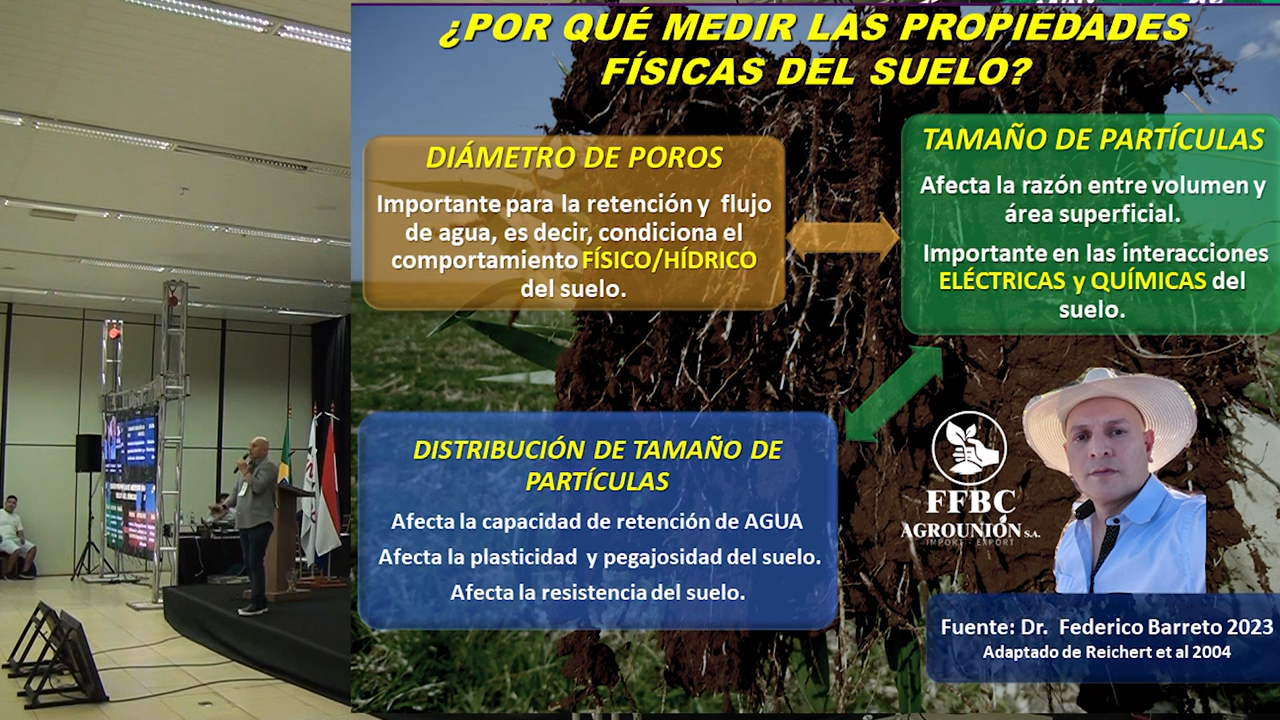 ¿POR QUÉ MEDIR LAS PROPIEDADES
FÍSICAS DEL SUELO?
DIÁMETRO DE POROS
Importante para la retención y flujo
de agua, es decir, condiciona el
comportamiento FÍSICO/HÍDRICO
del suelo.
TAMAÑO DE PARTÍCULAS
Afecta la razón entre volumen y
área superficial.
Importante en las interacciones
ELÉCTRICAS y QUÍMICAS del
suelo.
DISTRIBUCIÓN DE TAMAÑO DE
PARTÍCULAS
Afecta la capacidad de retención de AGUA
Afecta la plasticidad y pegajosidad del suelo.
Afecta la resistencia del suelo.
FFBC
AGROUNIÓN S.A.
IMPORT - EXPORT
Fuente: Dr. Federico Barreto 2023
Adaptado de Reichert et al 2004